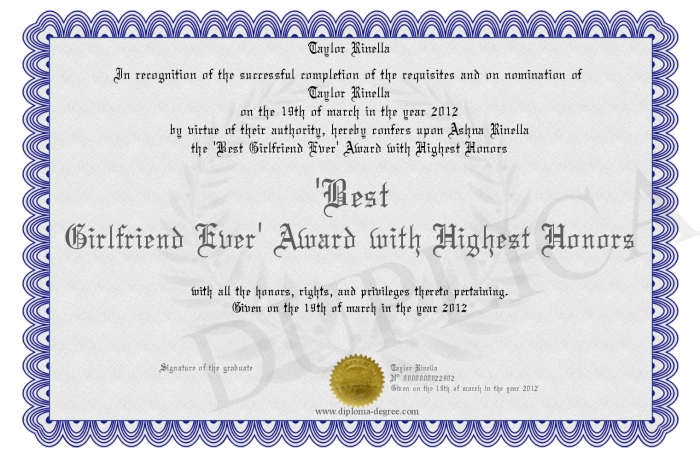 Taylor Rinella
In recognition of the successful completion of the requisites and on nomination of
Taylor Rinella
on the 19th of march in the year 2012
by virtue of their authority, hereby confers upon Ashna Rinella
the 'Best Girlfriend Ever' Award with Highest Honors
'Best
Girlfriend Ever' Award with Highest Honors
with all the honors, rights, and privileges thereto pertaining.
Given on the 19th of march in the year 2012
Signature of the graduate
Taylor Rinella
Given on the 19th of march in the year 2012
www.diploma-degree.com
DUPLICA